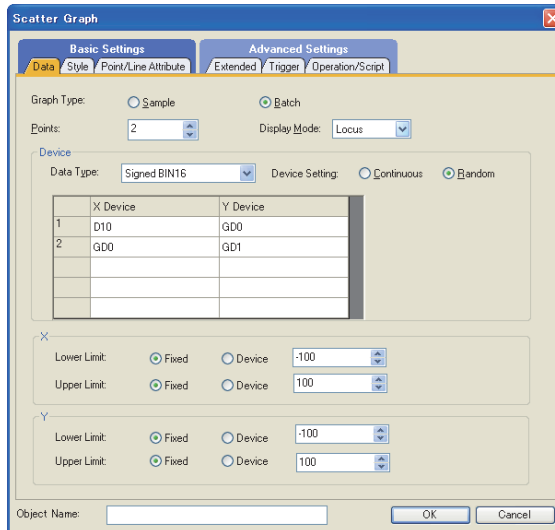 Scatter Graph
Basic Settings Advanced Settings
Data Style Point/Line Attribute Extended Trigger Operation/Script
Graph Type: Sample Batch
Points: 2 Display Mode: Locus
Device
Data Type: Signed BIN16 Device Setting: Continuous Random
X Device Y Device
1 D10 GD0
2 GD0 GD1
X
Lower Limit: Fixed Device -100
Upper Limit: Fixed Device 100
Y
Lower Limit: Fixed Device -100
Upper Limit: Fixed Device 100
Object Name: OK Cancel